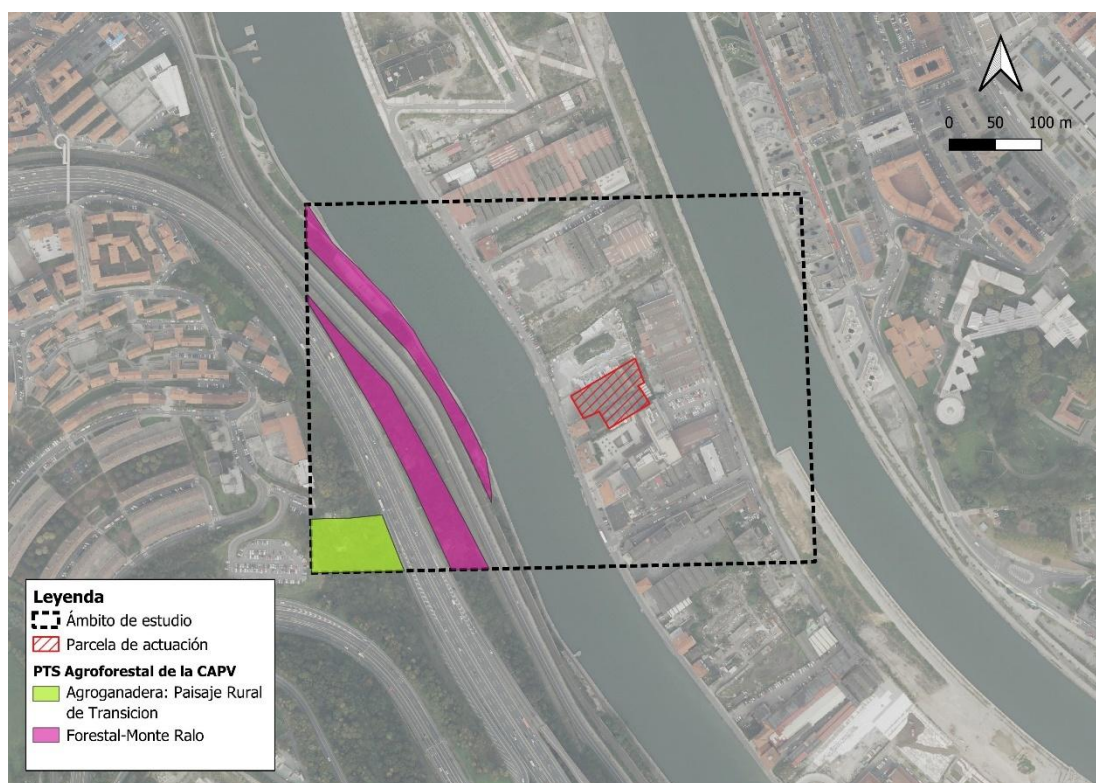 0 50 100 m
Leyenda
Ámbito de estudio
Parcela de actuación
PTS Agroforestal de la CAPV
Agroganadera: Paisaje Rural
de Transicion
Forestal-Monte Ralo